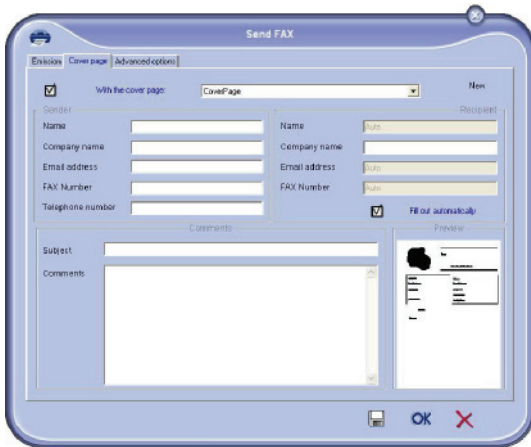 Send FAX
Emission Cover page Advanced options
With the cover page: CoverPage New
Sender
Name
Company name
Email address
FAX Number
Telephone number
Recipient
Name Auto
Company name
Email address Auto
FAX Number Auto
Fill out automatically
Comments
Subject
Comments
Preview
OK